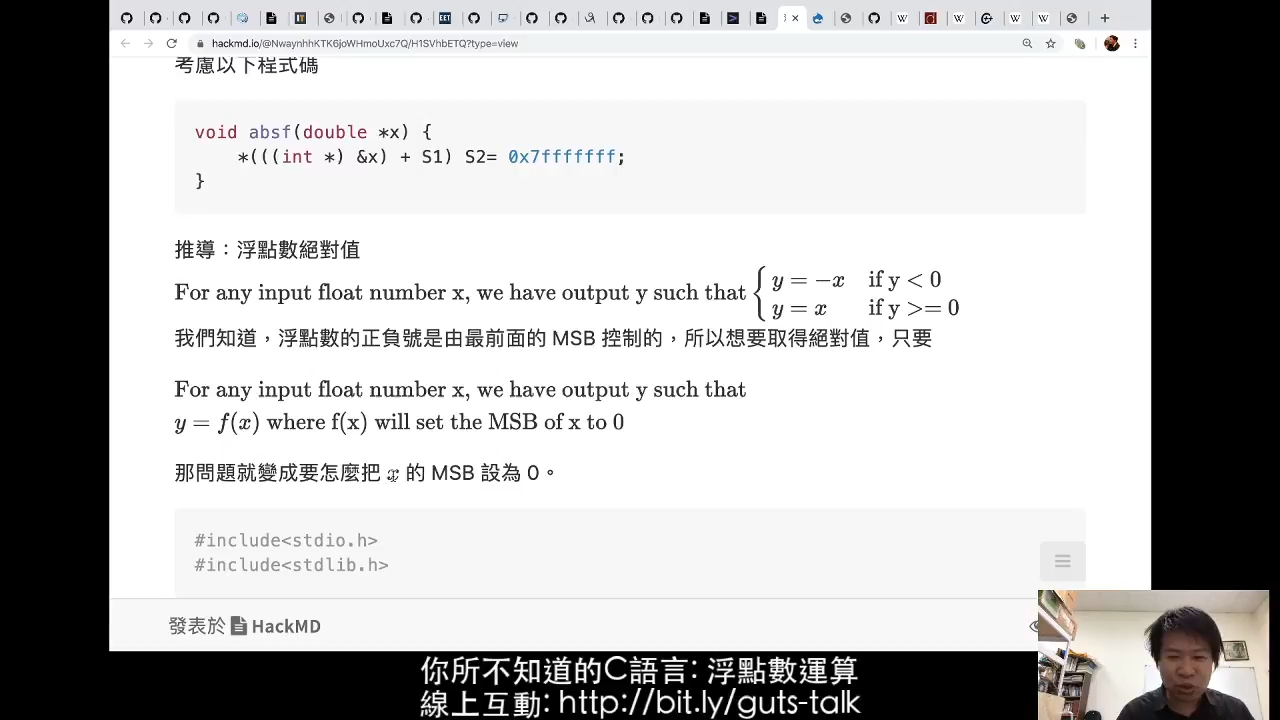 hackmd.io/@NwaynhhKTK6joWHmoUxc7Q/H1SVhbETQ?type=view
考慮以下程式碼
void absf(double *x) {
*(((int *) &x) + S1) S2= 0x7fffffff;
}
推導：浮點數絕對值
For any input float number x, we have output y such that { y = −x if y < 0
y = x if y >= 0
我們知道，浮點數的正負號是由最前面的 MSB 控制的，所以想要取得絕對值，只要
For any input float number x, we have output y such that
y = f(x) where f(x) will set the MSB of x to 0
那問題就變成要怎麼把 x 的 MSB 設為 0。
#include<stdio.h>
#include<stdlib.h>
發表於 HackMD
你所不知道的C語言: 浮點數運算
線上互動: http://bit.ly/guts-talk